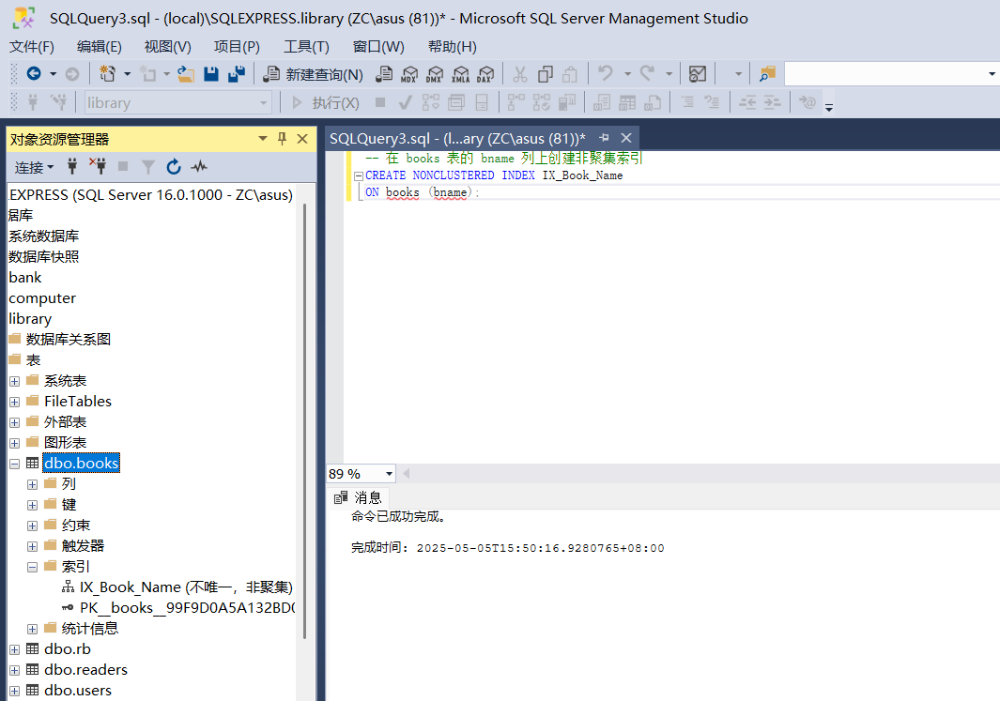 SQLQuery3.sql - (local)\SQLEXPRESS.library (ZC\asus (81))* - Microsoft SQL Server Management Studio
文件(F) 编辑(E) 视图(V) 项目(P) 工具(T) 窗口(W) 帮助(H)
新建查询(N) MDX DMX XMLA DAX
library 执行(X)
对象资源管理器
连接
.EXPRESS (SQL Server 16.0.1000 - ZC\asus)
居库
系统数据库
数据库快照
bank
computer
library
数据库关系图
表
系统表
FileTables
外部表
图形表
dbo.books
列
键
约束
触发器
索引
IX_Book_Name (不唯一，非聚集)
PK__books__99F9D0A5A132BD0
统计信息
dbo.rb
dbo.readers
dbo.users
SQLQuery3.sql - (l...ary (ZC\asus (81))*
-- 在 books 表的 bname 列上创建非聚集索引
CREATE NONCLUSTERED INDEX IX_Book_Name
ON books (bname);
89 %
消息
命令已成功完成。
完成时间: 2025-05-05T15:50:16.9280765+08:00